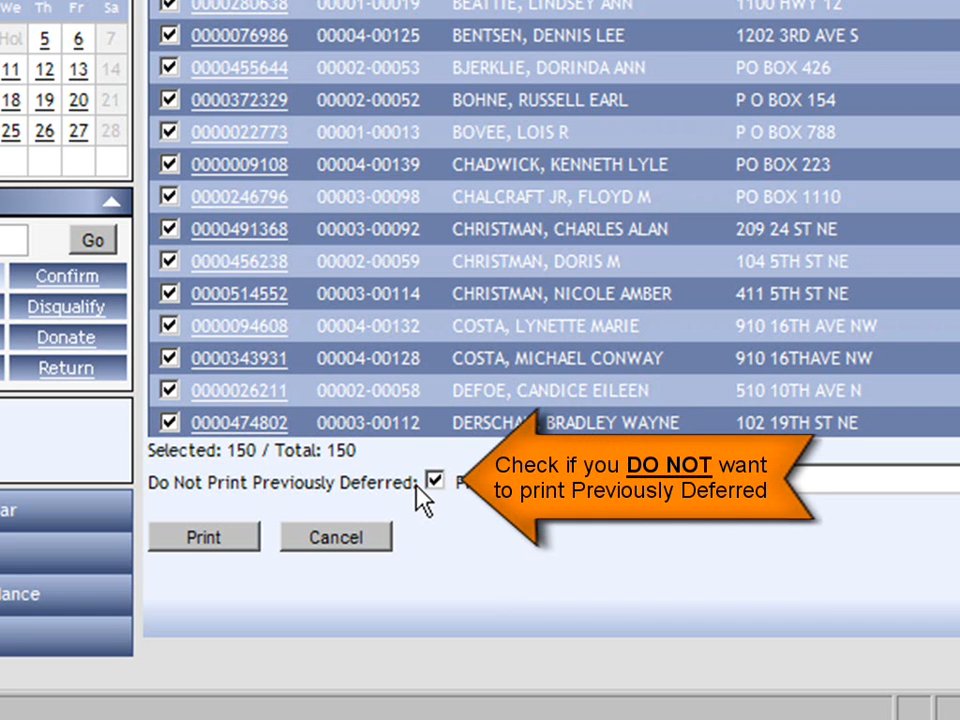 We Th Fr Sa
Hol 5 6 7
11 12 13 14
18 19 20 21
25 26 27 28
Go
Confirm
Disqualify
Donate
Return
ar
lance
0000280638 00001-00019 BEATTIE, LINDSEY ANN 1100 HWY 12
0000076986 00004-00125 BENTSEN, DENNIS LEE 1202 3RD AVE S
0000455644 00002-00053 BJERKLIE, DORINDA ANN PO BOX 426
0000372329 00002-00052 BOHNE, RUSSELL EARL P O BOX 154
0000022773 00001-00013 BOVEE, LOIS R P O BOX 788
0000009108 00004-00139 CHADWICK, KENNETH LYLE PO BOX 223
0000246796 00003-00098 CHALCRAFT JR, FLOYD M PO BOX 1110
0000491368 00003-00092 CHRISTMAN, CHARLES ALAN 209 24 ST NE
0000456238 00002-00059 CHRISTMAN, DORIS M 104 5TH ST NE
0000514552 00003-00114 CHRISTMAN, NICOLE AMBER 411 5TH ST NE
0000094608 00004-00132 COSTA, LYNETTE MARIE 910 16TH AVE NW
0000343931 00004-00128 COSTA, MICHAEL CONWAY 910 16THAVE NW
0000026211 00002-00058 DEFOE, CANDICE EILEEN 510 10TH AVE N
0000474802 00003-00112 BRADLEY WAYNE 102 19TH ST NE
Selected: 150 / Total: 150
Do Not Print Previously Deferred:
Check if you DO NOT want
to print Previously Deferred
Print Cancel